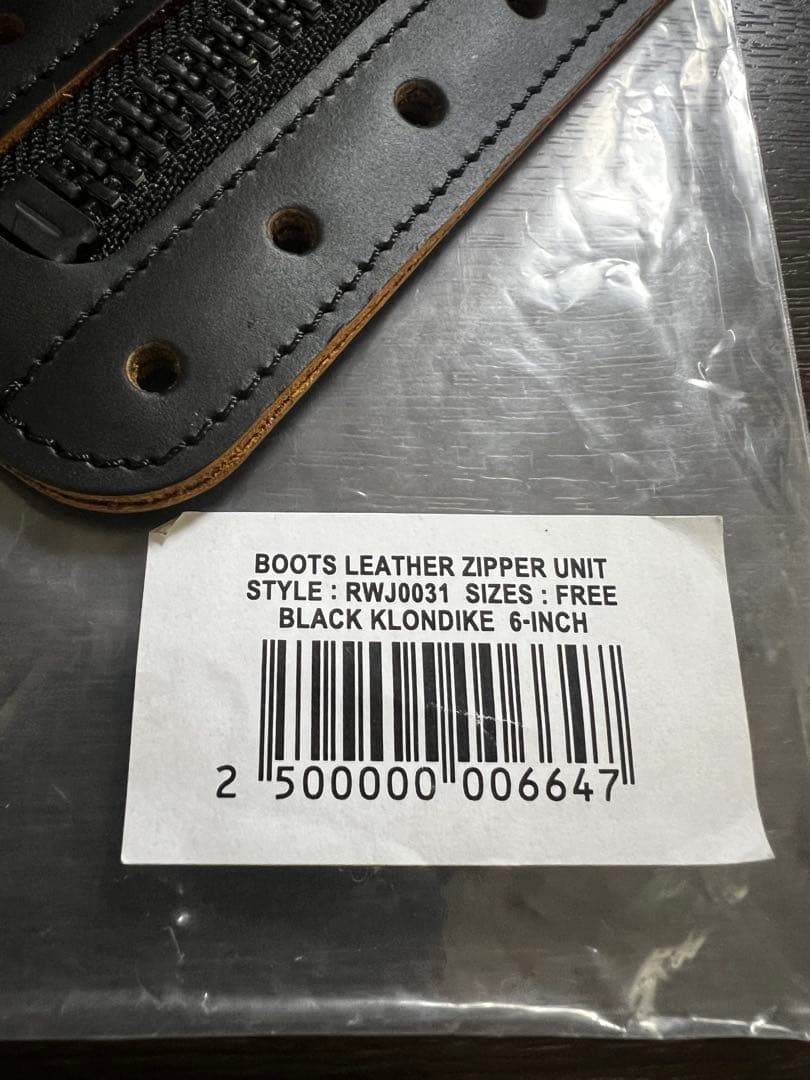 BOOTS LEATHER ZIPPER UNIT
STYLE : RWJ0031 SIZES : FREE
BLACK KLONDIKE 6-INCH
2 500000 006647